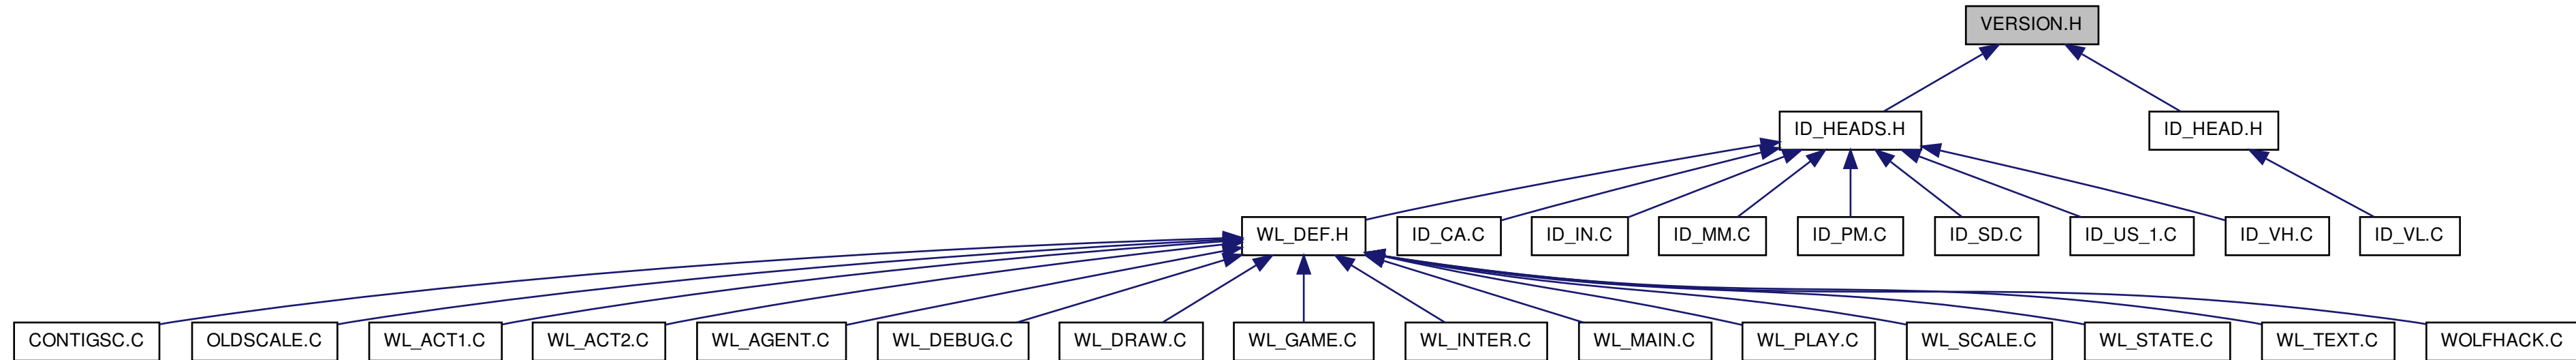 VERSION.H
ID_HEADS.H
ID_HEAD.H
WL_DEF.H
ID_CA.C
ID_IN.C
ID_MM.C
ID_PM.C
ID_SD.C
ID_US_1.C
ID_VH.C
ID_VL.C
CONTIGSC.C
OLDSCALE.C
WL_ACT1.C
WL_ACT2.C
WL_AGENT.C
WL_DEBUG.C
WL_DRAW.C
WL_GAME.C
WL_INTER.C
WL_MAIN.C
WL_PLAY.C
WL_SCALE.C
WL_STATE.C
WL_TEXT.C
WOLFHACK.C